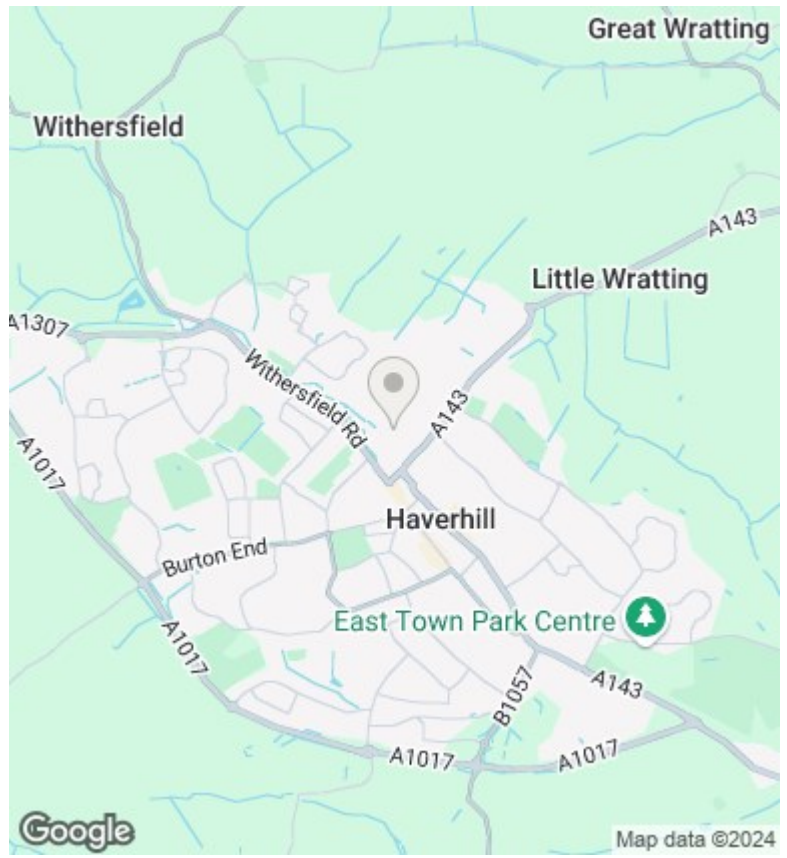 Great Wratting
Withersfield
A143
Little Wratting
A1307
Withersfield Rd
A143
A1017
Haverhill
Burton End
East Town Park Centre
A1017
A143
B1057
A1017
A1017
Google
Map data ©2024